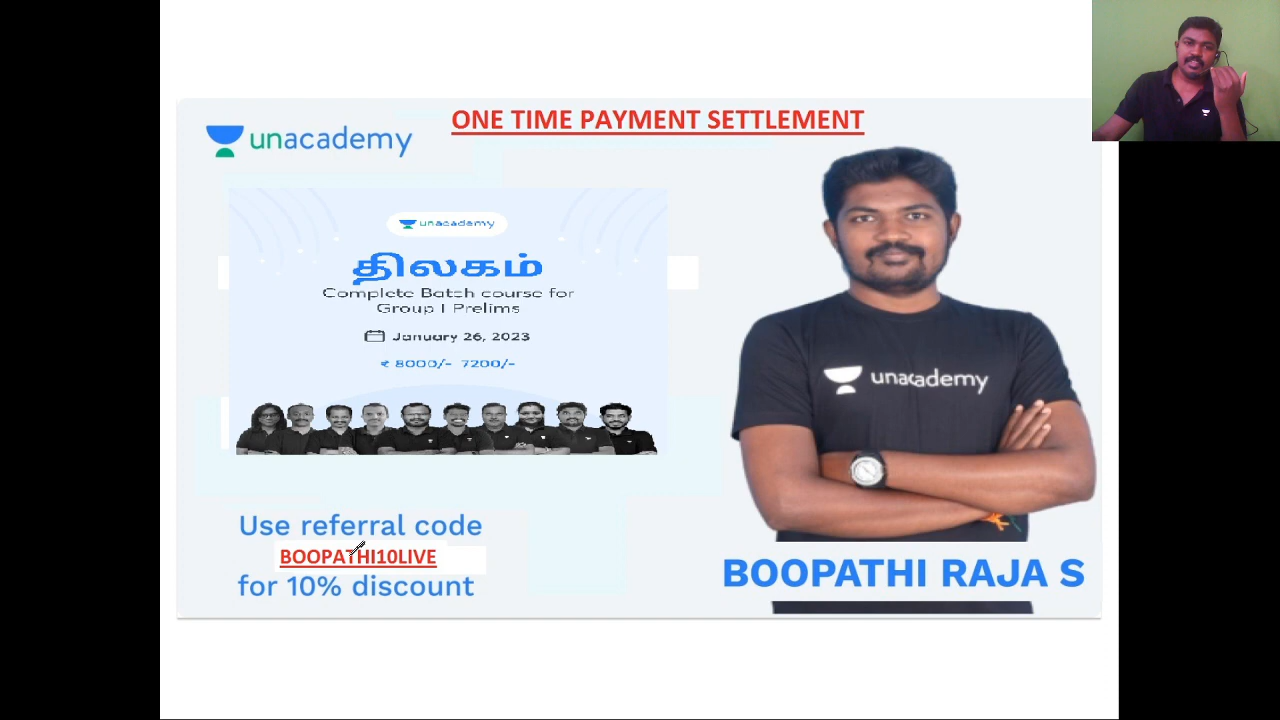 ONE TIME PAYMENT SETTLEMENT
unacademy
unacademy
திலகம்
Complete Batch course for
Group I Prelims
January 26, 2023
₹ 8000/- 7200/-
unacademy
Use referral code
BOOPATHI10LIVE
for 10% discount
BOOPATHI RAJA S